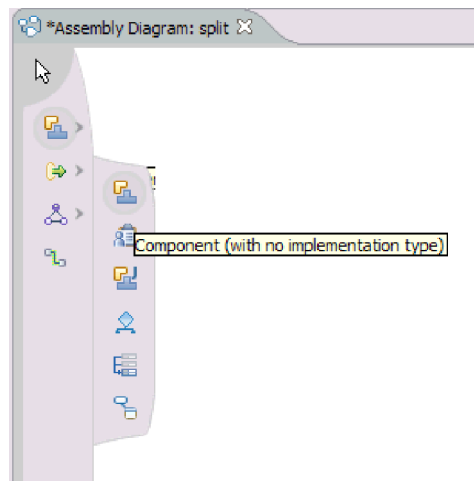 *Assembly Diagram: split
Component (with no implementation type)